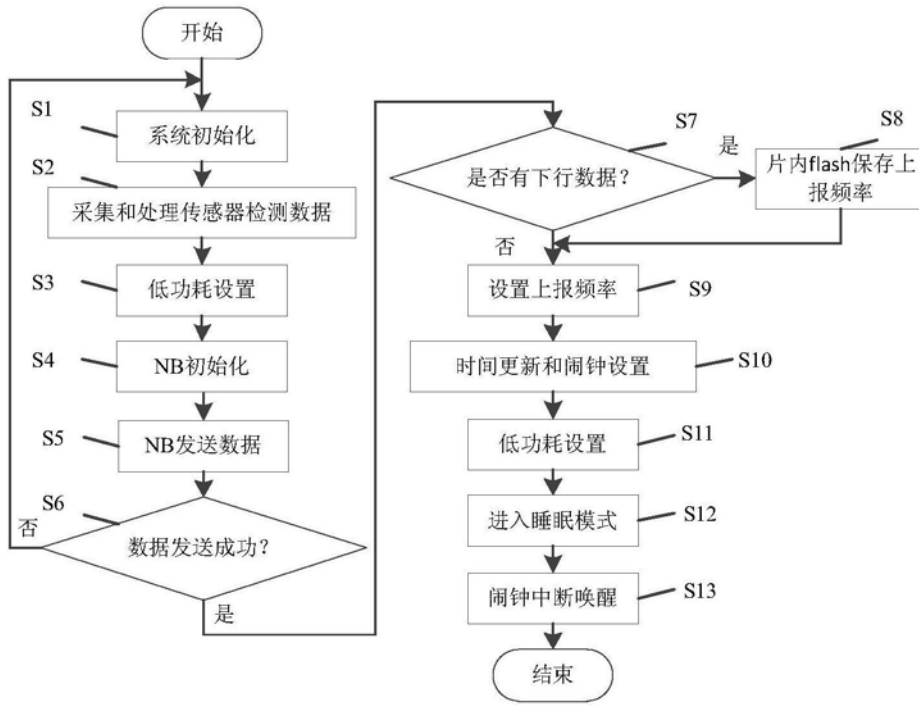 开始
S1
系统初始化
S2
采集和处理传感器检测数据
S3
低功耗设置
S4
NB初始化
S5
NB发送数据
S6
否
数据发送成功?
是
S7
是否有下行数据?
是
S8
片内flash保存上
报频率
否
设置上报频率
S9
时间更新和闹钟设置
S10
低功耗设置
S11
进入睡眠模式
S12
闹钟中断唤醒
S13
结束